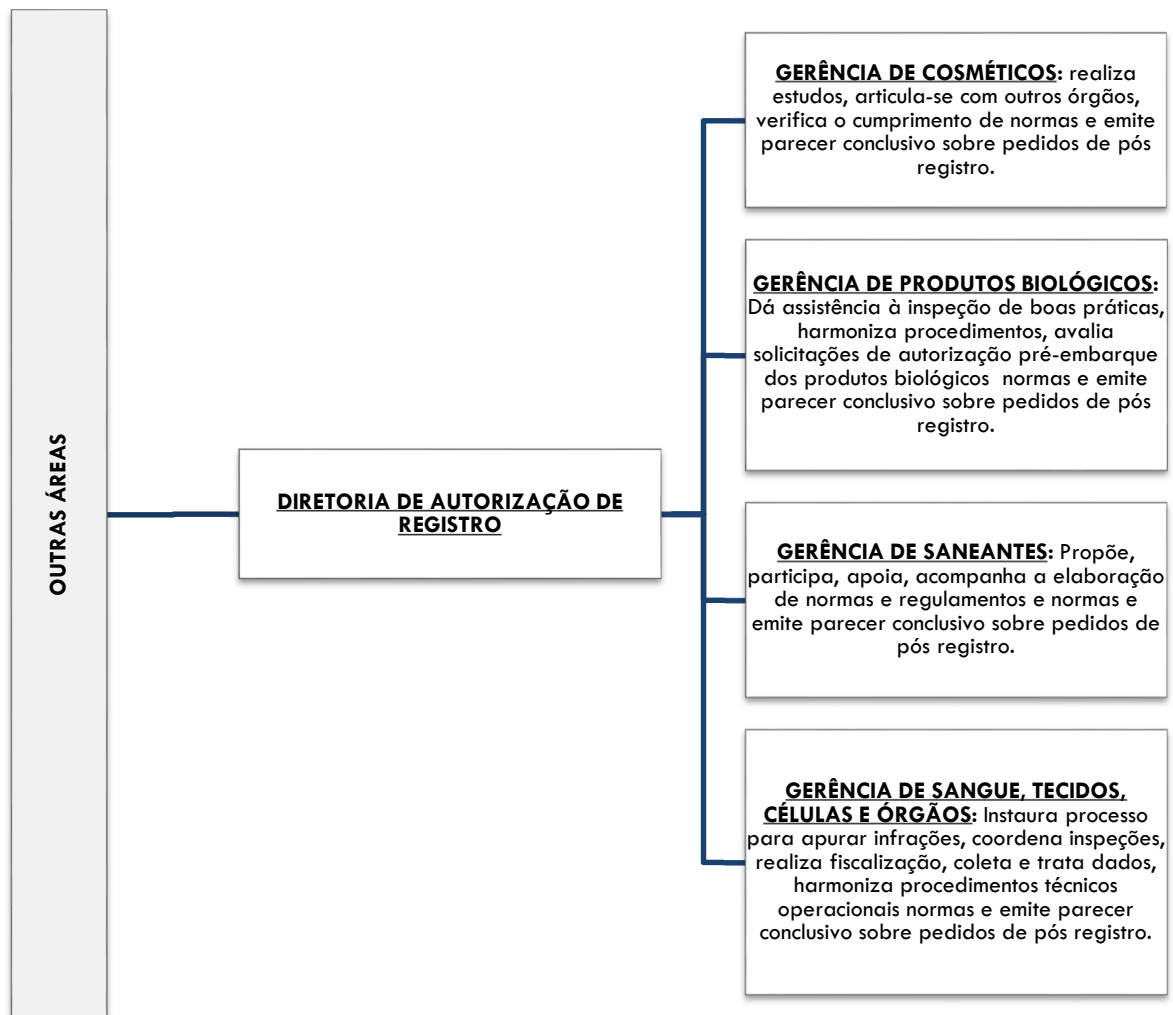 OUTRAS ÁREAS
DIRETORIA DE AUTORIZAÇÃO DE
REGISTRO
GERÊNCIA DE COSMÉTICOS: realiza
estudos, articula-se com outros órgãos,
verifica o cumprimento de normas e emite
parecer conclusivo sobre pedidos de pós
registro.
GERÊNCIA DE PRODUTOS BIOLÓGICOS:
Dá assistência à inspeção de boas práticas,
harmoniza procedimentos, avalia
solicitações de autorização pré-embarque
dos produtos biológicos normas e emite
parecer conclusivo sobre pedidos de pós
registro.
GERÊNCIA DE SANEANTES: Propõe,
participa, apoia, acompanha a elaboração
de normas e regulamentos e normas e
emite parecer conclusivo sobre pedidos de
pós registro.
GERÊNCIA DE SANGUE, TECIDOS,
CÉLULAS E ÓRGÃOS: Instaura processo
para apurar infrações, coordena inspeções,
realiza fiscalização, coleta e trata dados,
harmoniza procedimentos técnicos
operacionais normas e emite parecer
conclusivo sobre pedidos de pós registro.